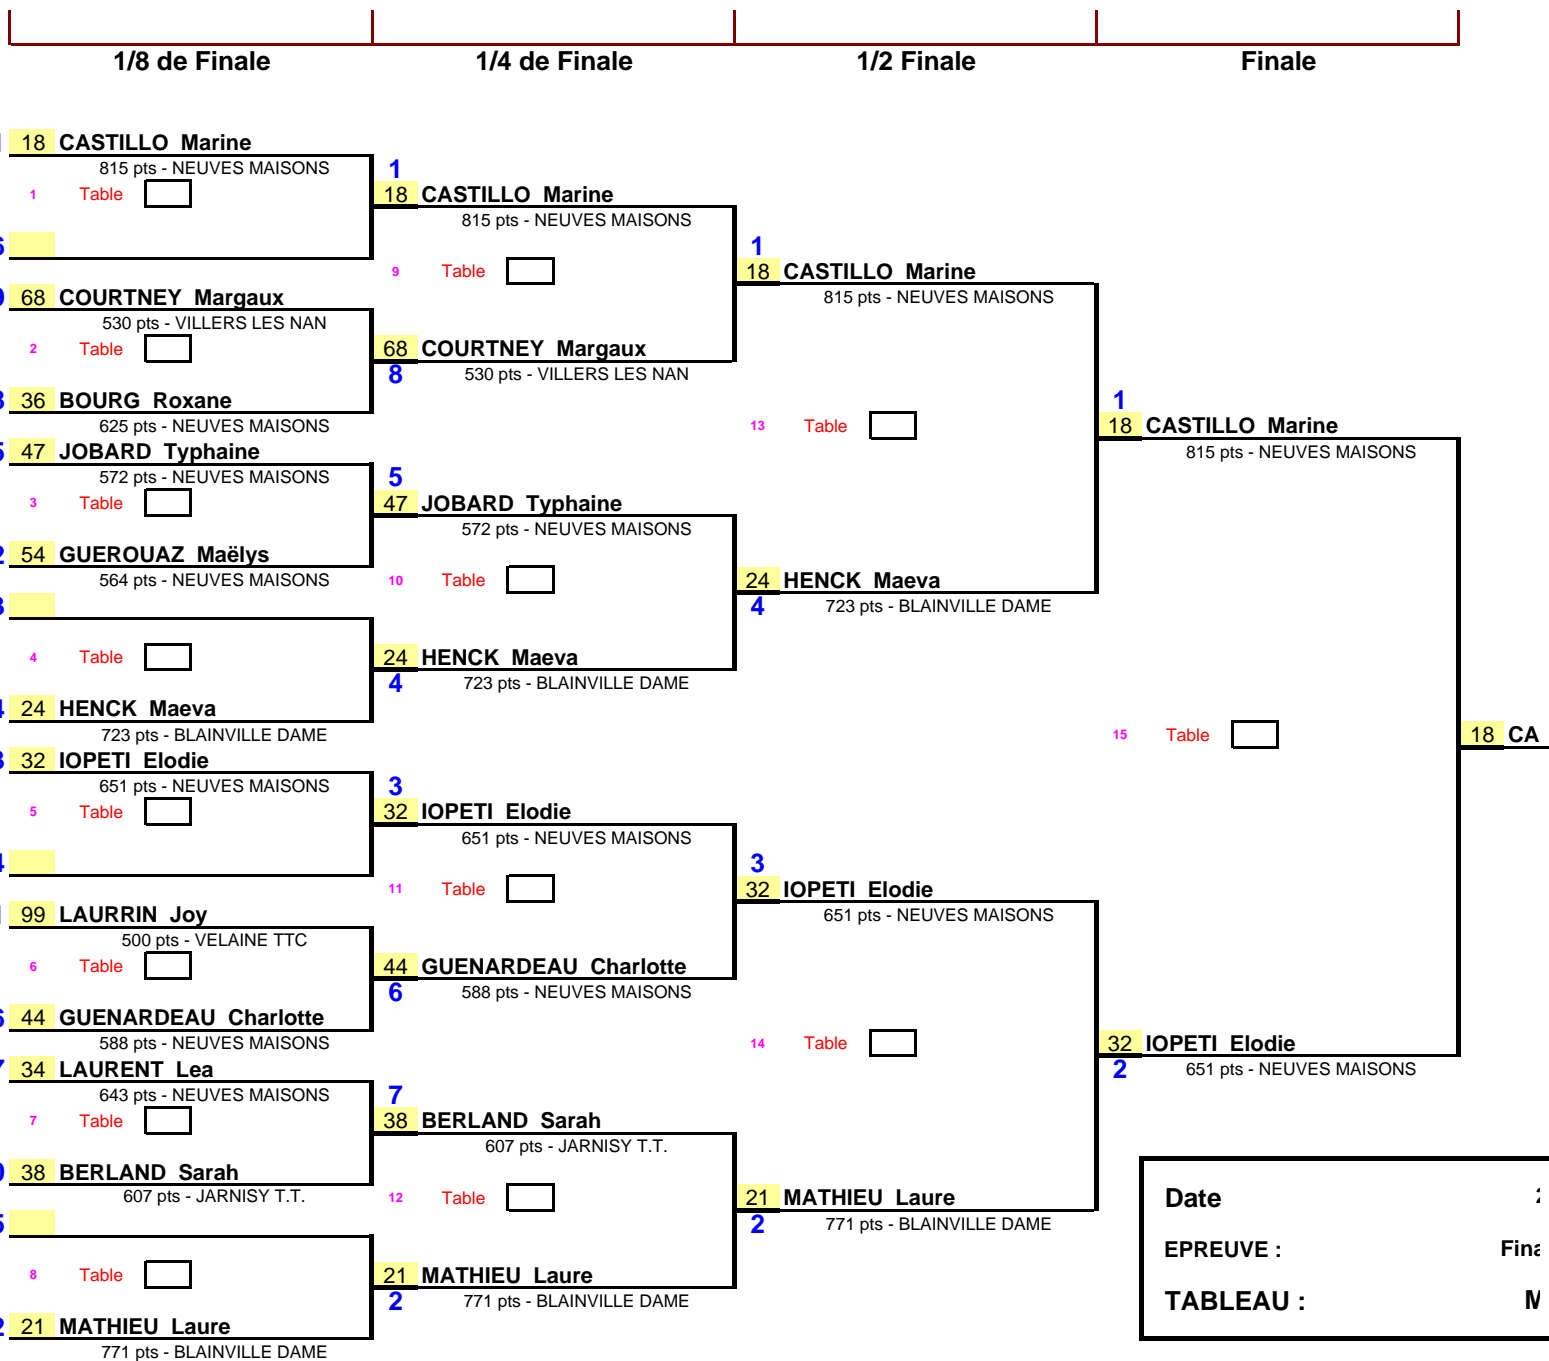 1/8 de Finale 1/4 de Finale 1/2 Finale Finale
18 CASTILLO Marine
815 pts - NEUVES MAISONS
1 Table
68 COURTNEY Margaux
530 pts - VILLERS LES NAN
2 Table
36 BOURG Roxane
625 pts - NEUVES MAISONS
47 JOBARD Typhaine
572 pts - NEUVES MAISONS
3 Table
54 GUEROUAZ Maëlys
564 pts - NEUVES MAISONS
4 Table
24 HENCK Maeva
723 pts - BLAINVILLE DAME
32 IOPETI Elodie
651 pts - NEUVES MAISONS
5 Table
99 LAURRIN Joy
500 pts - VELAINE TTC
6 Table
44 GUENARDEAU Charlotte
588 pts - NEUVES MAISONS
34 LAURENT Lea
643 pts - NEUVES MAISONS
7 Table
38 BERLAND Sarah
607 pts - JARNISY T.T.
8 Table
21 MATHIEU Laure
771 pts - BLAINVILLE DAME
1
18 CASTILLO Marine
815 pts - NEUVES MAISONS
9 Table
68 COURTNEY Margaux
8 530 pts - VILLERS LES NAN
5
47 JOBARD Typhaine
572 pts - NEUVES MAISONS
10 Table
24 HENCK Maeva
4 723 pts - BLAINVILLE DAME
3
32 IOPETI Elodie
651 pts - NEUVES MAISONS
11 Table
44 GUENARDEAU Charlotte
6 588 pts - NEUVES MAISONS
7
38 BERLAND Sarah
607 pts - JARNISY T.T.
12 Table
21 MATHIEU Laure
2 771 pts - BLAINVILLE DAME
1
18 CASTILLO Marine
815 pts - NEUVES MAISONS
13 Table
24 HENCK Maeva
4 723 pts - BLAINVILLE DAME
3
32 IOPETI Elodie
651 pts - NEUVES MAISONS
14 Table
21 MATHIEU Laure
2 771 pts - BLAINVILLE DAME
1
18 CASTILLO Marine
815 pts - NEUVES MAISONS
15 Table
32 IOPETI Elodie
2 651 pts - NEUVES MAISONS
18 CA
Date
EPREUVE : Fina
TABLEAU : M